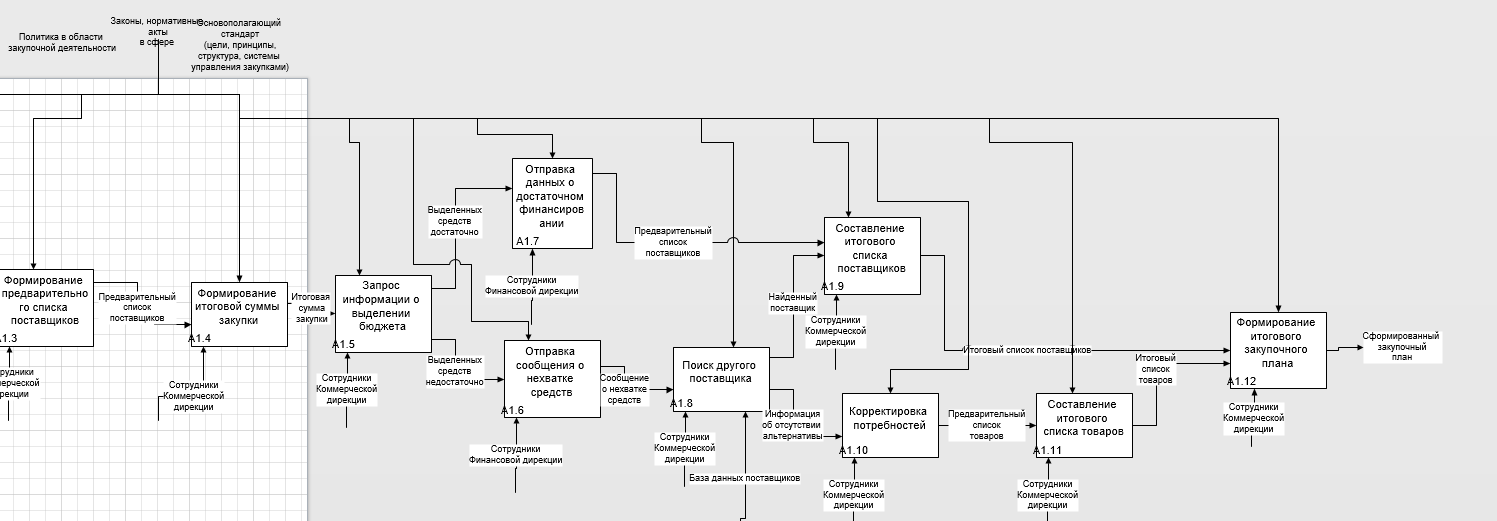 Политика в области
закупочной деятельности
Законы, нормативные
акты
в сфере
Основополагающий
стандарт
(цели, принципы,
структура, системы
управления закупками)
Формирование
предварительно
го списка
поставщиков
1.3
Предварительный
список
поставщиков
Формирование
итоговой суммы
закупки
A1.4
Сотрудники
Коммерческой
дирекции
Итоговая
сумма
закупки
Запрос
информации о
выделении
бюджета
A1.5
Сотрудники
Коммерческой
дирекции
Выделенных
средств
достаточно
Выделенных
средств
недостаточно
Отправка
данных о
достаточном
финансиров
ании
A1.7
Сотрудники
Финансовой дирекции
Предварительный
список
поставщиков
Отправка
сообщения о
нехватке
средств
A1.6
Сотрудники
Финансовой дирекции
Сообщение
о нехватке
средств
Поиск другого
поставщика
A1.8
Сотрудники
Коммерческой
дирекции
База данных поставщиков
Найденный
поставщик
Информация
об отсутствии
альтернативы
Составление
итогового
списка
поставщиков
A1.9
Сотрудники
Коммерческой
дирекции
Итоговый список поставщиков
Корректировка
потребностей
A1.10
Сотрудники
Коммерческой
дирекции
Предварительный
список
товаров
Составление
итогового
списка товаров
A1.11
Сотрудники
Коммерческой
дирекции
Итоговый
список
товаров
Формирование
итогового
закупочного
плана
A1.12
Сотрудники
Коммерческой
дирекции
Сформированный
закупочный
план